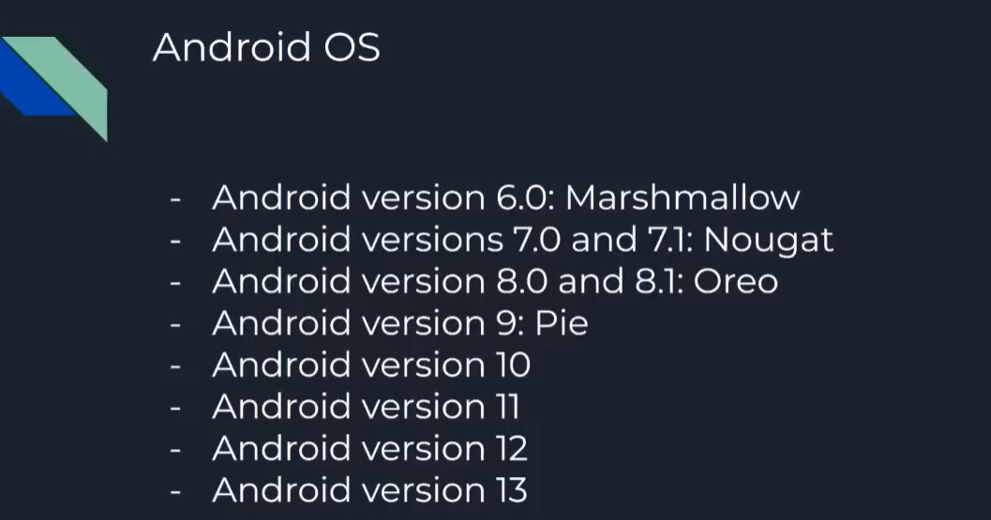 Android OS
- Android version 6.0: Marshmallow
- Android versions 7.0 and 7.1: Nougat
- Android version 8.0 and 8.1: Oreo
- Android version 9: Pie
- Android version 10
- Android version 11
- Android version 12
- Android version 13